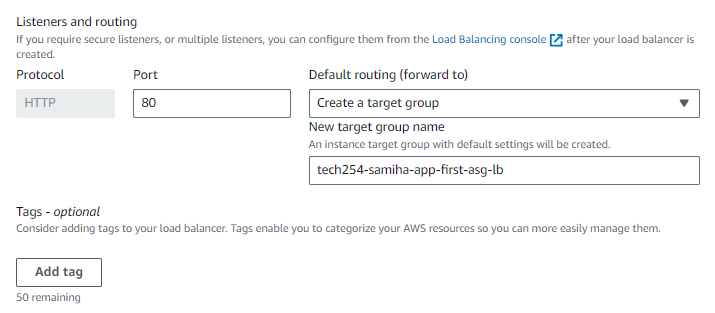 Listeners and routing
If you require secure listeners, or multiple listeners, you can configure them from the Load Balancing console after your load balancer is
created.
Protocol Port Default routing (forward to)
HTTP 80 Create a target group
New target group name
An instance target group with default settings will be created.
tech254-samiha-app-first-asg-lb
Tags - optional
Consider adding tags to your load balancer. Tags enable you to categorize your AWS resources so you can more easily manage them.
Add tag
50 remaining